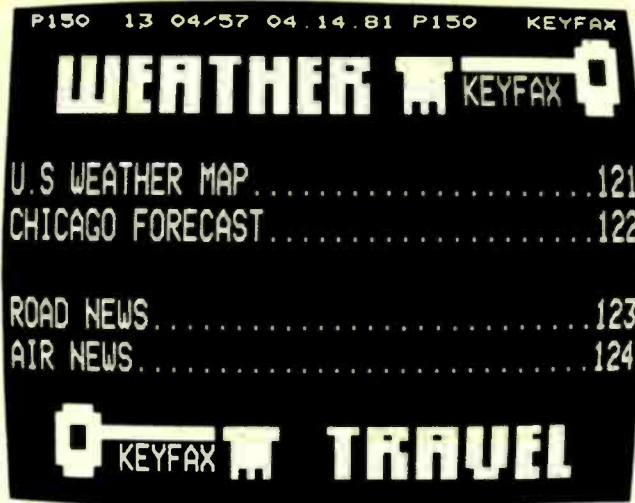 P150 13 04/57 04.14.81 P150 KEYFAX
WEATHER KEYFAX
U.S WEATHER MAP......................121
CHICAGO FORECAST.....................122
ROAD NEWS............................123
AIR NEWS.............................124
KEYFAX TRAVEL